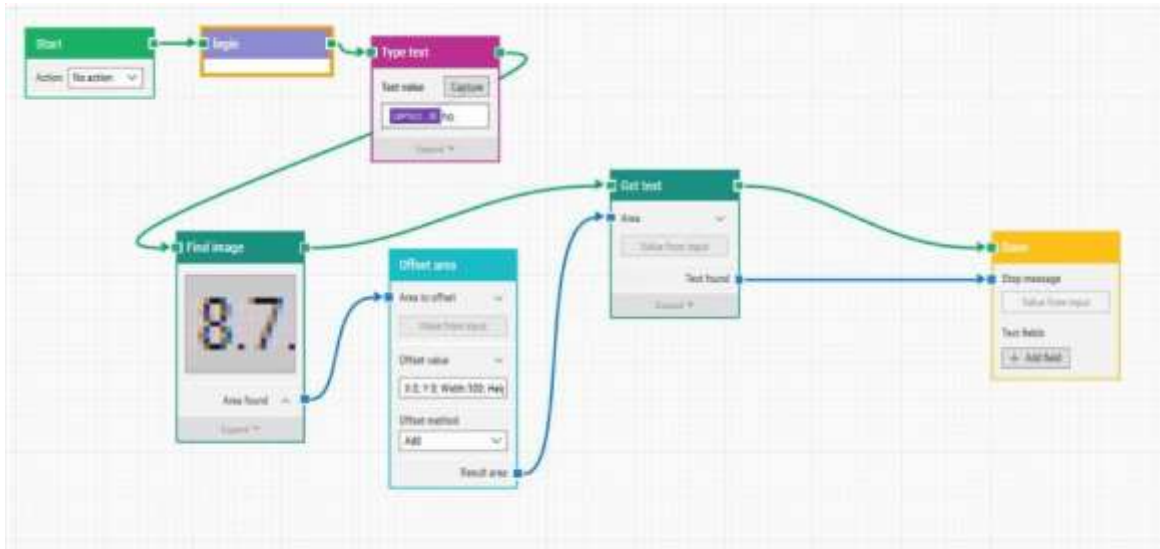 Start
Action No action
login
Type text
Text value Capture
Expand
Find image
8.7.
Area found
Expand
Offset area
Area to offset
Value from input
Offset value
X:0, Y:0, Width:100,
Offset method
Add
Result area
Get text
Area
Value from input
Text found
Expand
Done
Stop message
Value from input
Text fields
+ Add field